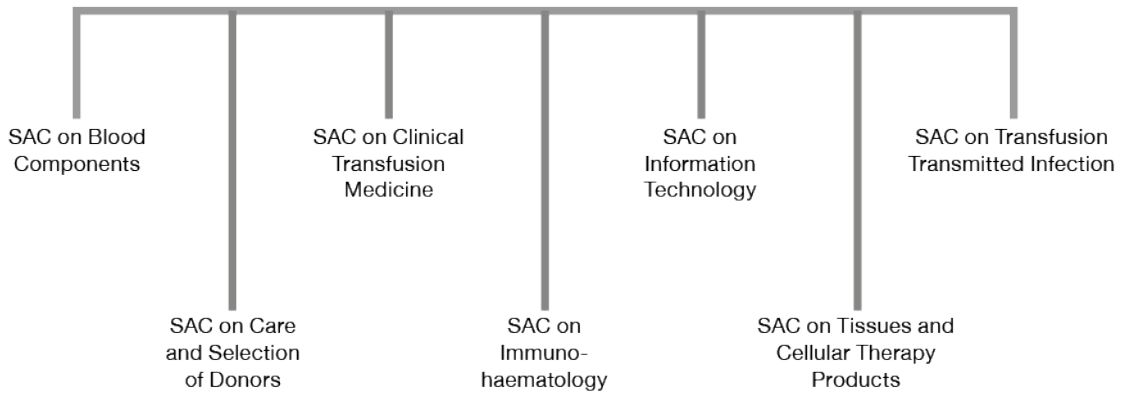 SAC on Blood
Components
SAC on Clinical
Transfusion
Medicine
SAC on
Information
Technology
SAC on Transfusion
Transmitted Infection
SAC on Care
and Selection
of Donors
SAC on
Immuno-
haematology
SAC on Tissues and
Cellular Therapy
Products